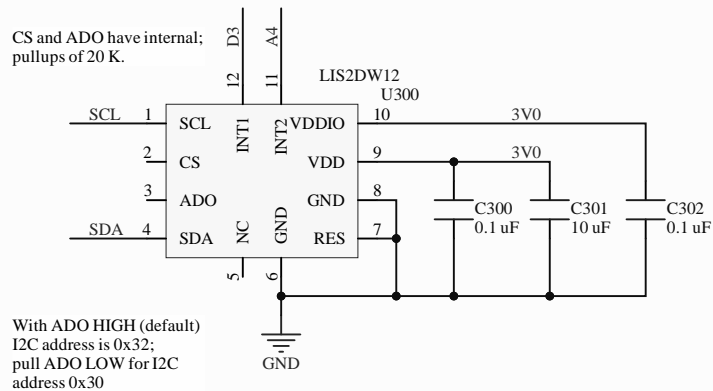 CS and ADO have internal;
pullups of 20 K.
D3
A4
12
11
LIS2DW12
U300
SCL
1
SCL
INT1
INT2
VDDIO
10
3V0
2
CS
VDD
9
3V0
3
ADO
GND
8
C300
0.1 uF
C301
10 uF
C302
0.1 uF
SDA
4
SDA
NC
GND
RES
7
5
6
With ADO HIGH (default)
I2C address is 0x32;
pull ADO LOW for I2C
address 0x30
GND